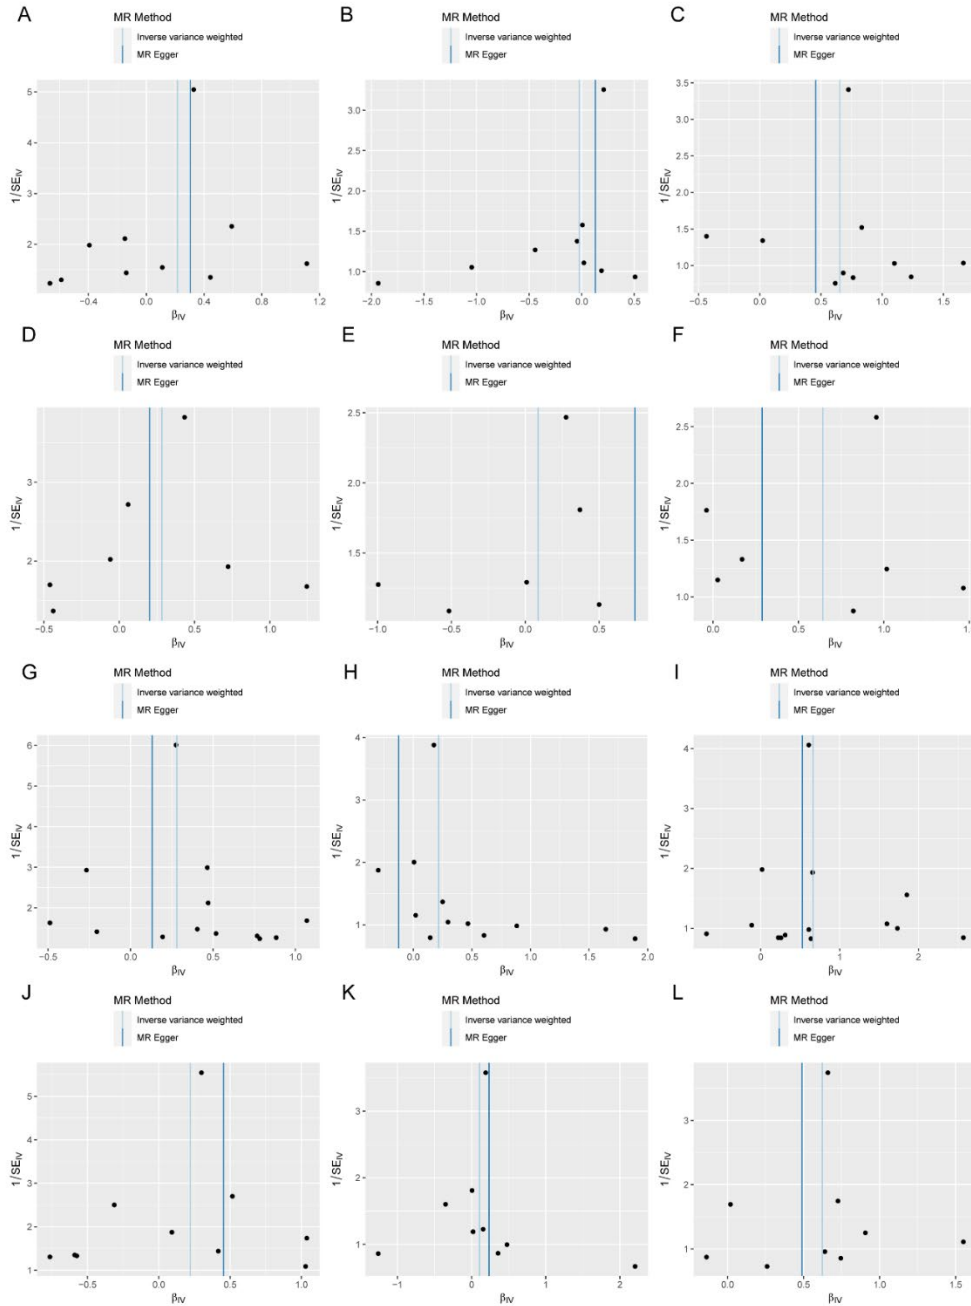 A
MR Method
Inverse variance weighted
MR Egger
5
4
3
2
1/SE_IV
−0.4 0.0 0.4 0.8 1.2
β_IV
B
MR Method
Inverse variance weighted
MR Egger
3.0
2.5
2.0
1.5
1.0
1/SE_IV
−2.0 −1.5 −1.0 −0.5 0.0 0.5
β_IV
C
MR Method
Inverse variance weighted
MR Egger
3.5
3.0
2.5
2.0
1.5
1.0
1/SE_IV
−0.5 0.0 0.5 1.0 1.5
β_IV
D
MR Method
Inverse variance weighted
MR Egger
3
2
1/SE_IV
−0.5 0.0 0.5 1.0
β_IV
E
MR Method
Inverse variance weighted
MR Egger
2.5
2.0
1.5
1/SE_IV
−1.0 −0.5 0.0 0.5
β_IV
F
MR Method
Inverse variance weighted
MR Egger
2.5
2.0
1.5
1.0
1/SE_IV
0.0 0.5 1.0 1.5
β_IV
G
MR Method
Inverse variance weighted
MR Egger
6
5
4
3
2
1/SE_IV
−0.5 0.0 0.5 1.0
β_IV
H
MR Method
Inverse variance weighted
MR Egger
4
3
2
1
1/SE_IV
0.0 0.5 1.0 1.5 2.0
β_IV
I
MR Method
Inverse variance weighted
MR Egger
4
3
2
1
1/SE_IV
0 1 2
β_IV
J
MR Method
Inverse variance weighted
MR Egger
5
4
3
2
1
1/SE_IV
−0.5 0.0 0.5 1.0
β_IV
K
MR Method
Inverse variance weighted
MR Egger
3
2
1
1/SE_IV
−1 0 1 2
β_IV
L
MR Method
Inverse variance weighted
MR Egger
3
2
1
1/SE_IV
0.0 0.5 1.0 1.5
β_IV